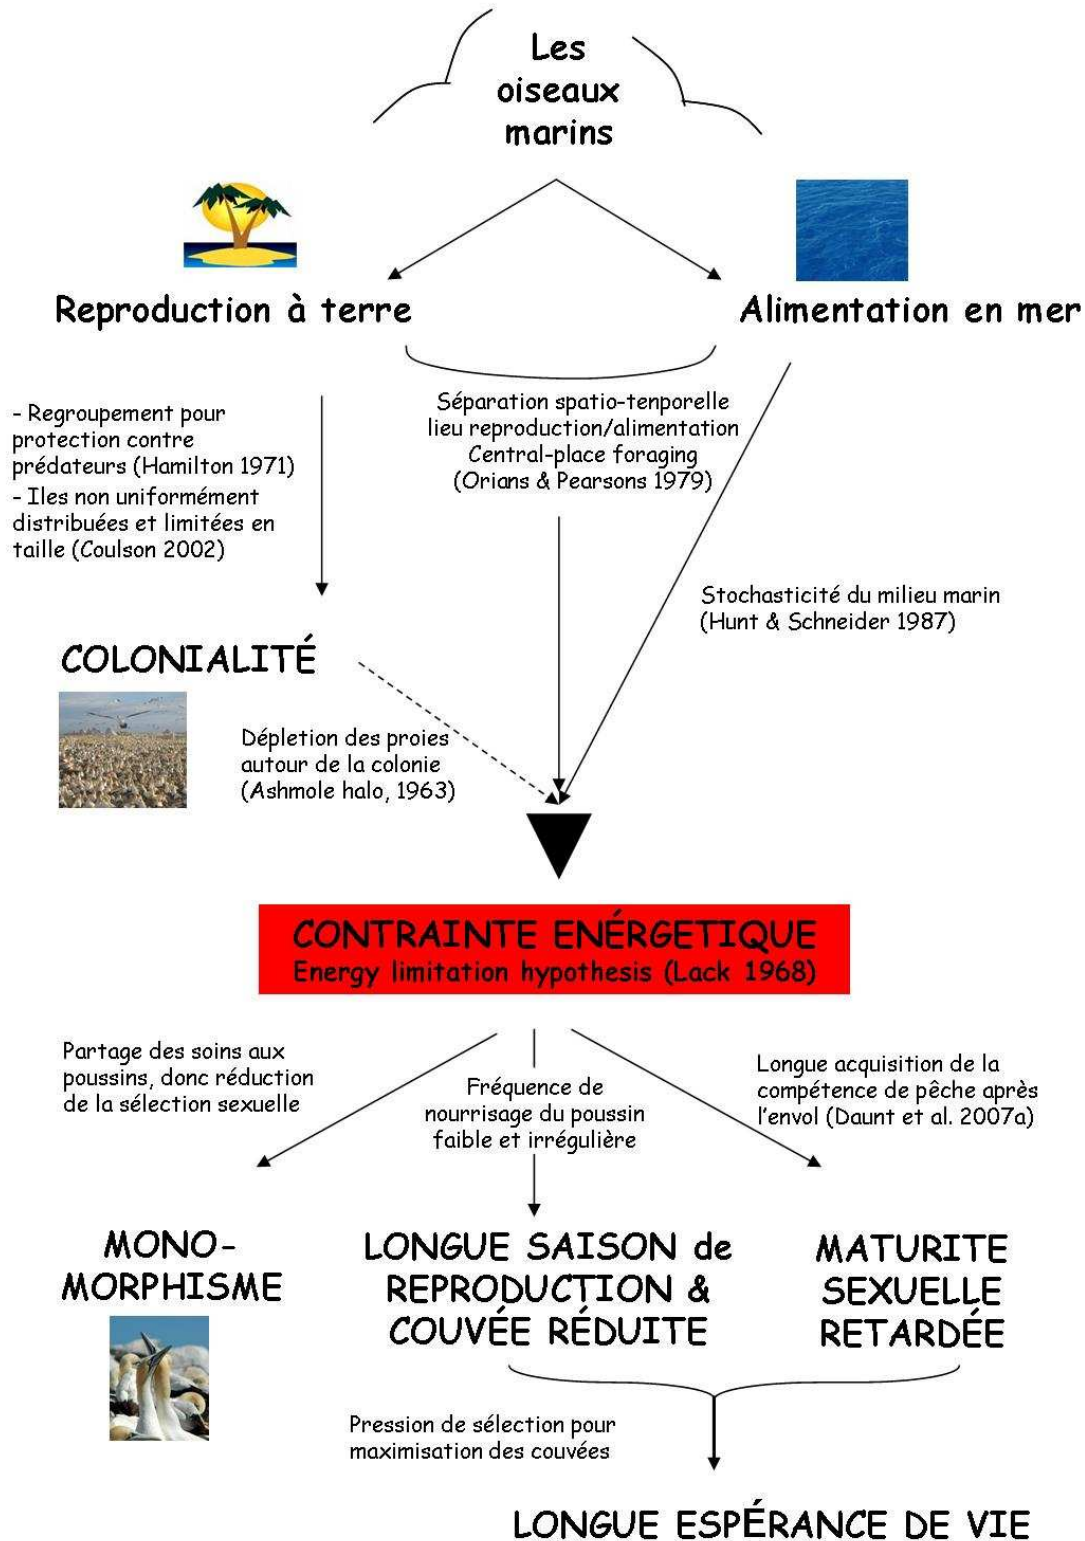 Les
oiseaux
marins
Reproduction à terre
Alimentation en mer
- Regroupement pour
protection contre
prédateurs (Hamilton 1971)
- Iles non uniformément
distribuées et limitées en
taille (Coulson 2002)
Séparation spatio-tenporelle
lieu reproduction/alimentation
Central-place foraging
(Orians & Pearsons 1979)
Stochasticité du milieu marin
(Hunt & Schneider 1987)
COLONIALITÉ
Dépletion des proies
autour de la colonie
(Ashmole halo, 1963)
CONTRAINTE ENÉRGETIQUE
Energy limitation hypothesis (Lack 1968)
Partage des soins aux
poussins, donc réduction
de la sélection sexuelle
Fréquence de
nourrisage du poussin
faible et irrégulière
Longue acquisition de la
compétence de pêche après
l'envol (Daunt et al. 2007a)
MONO-
MORPHISME
LONGUE SAISON de
REPRODUCTION &
COUVÉE RÉDUITE
MATURITE
SEXUELLE
RETARDÉE
Pression de sélection pour
maximisation des couvées
LONGUE ESPÉRANCE DE VIE